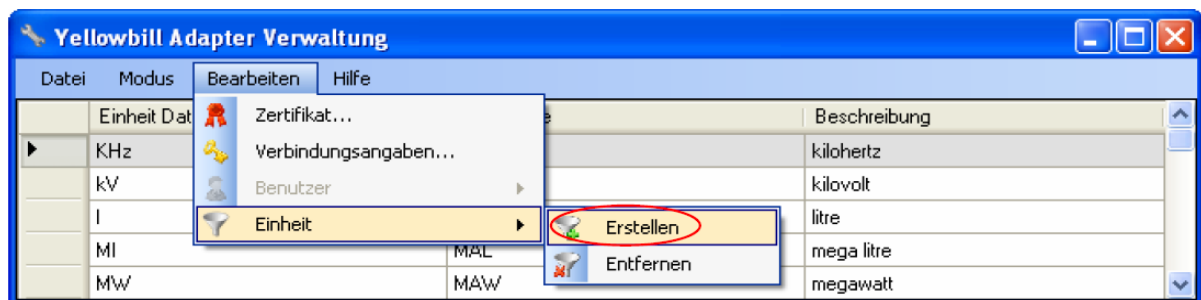 Yellowbill Adapter Verwaltung
Datei Modus Bearbeiten Hilfe
Einheit Dat Beschreibung
Zertifikat...
KHz kilohertz
Verbindungsangaben...
kV kilovolt
Benutzer
l litre
Einheit
Erstellen
Ml MAL mega litre
Entfernen
MW MAW megawatt